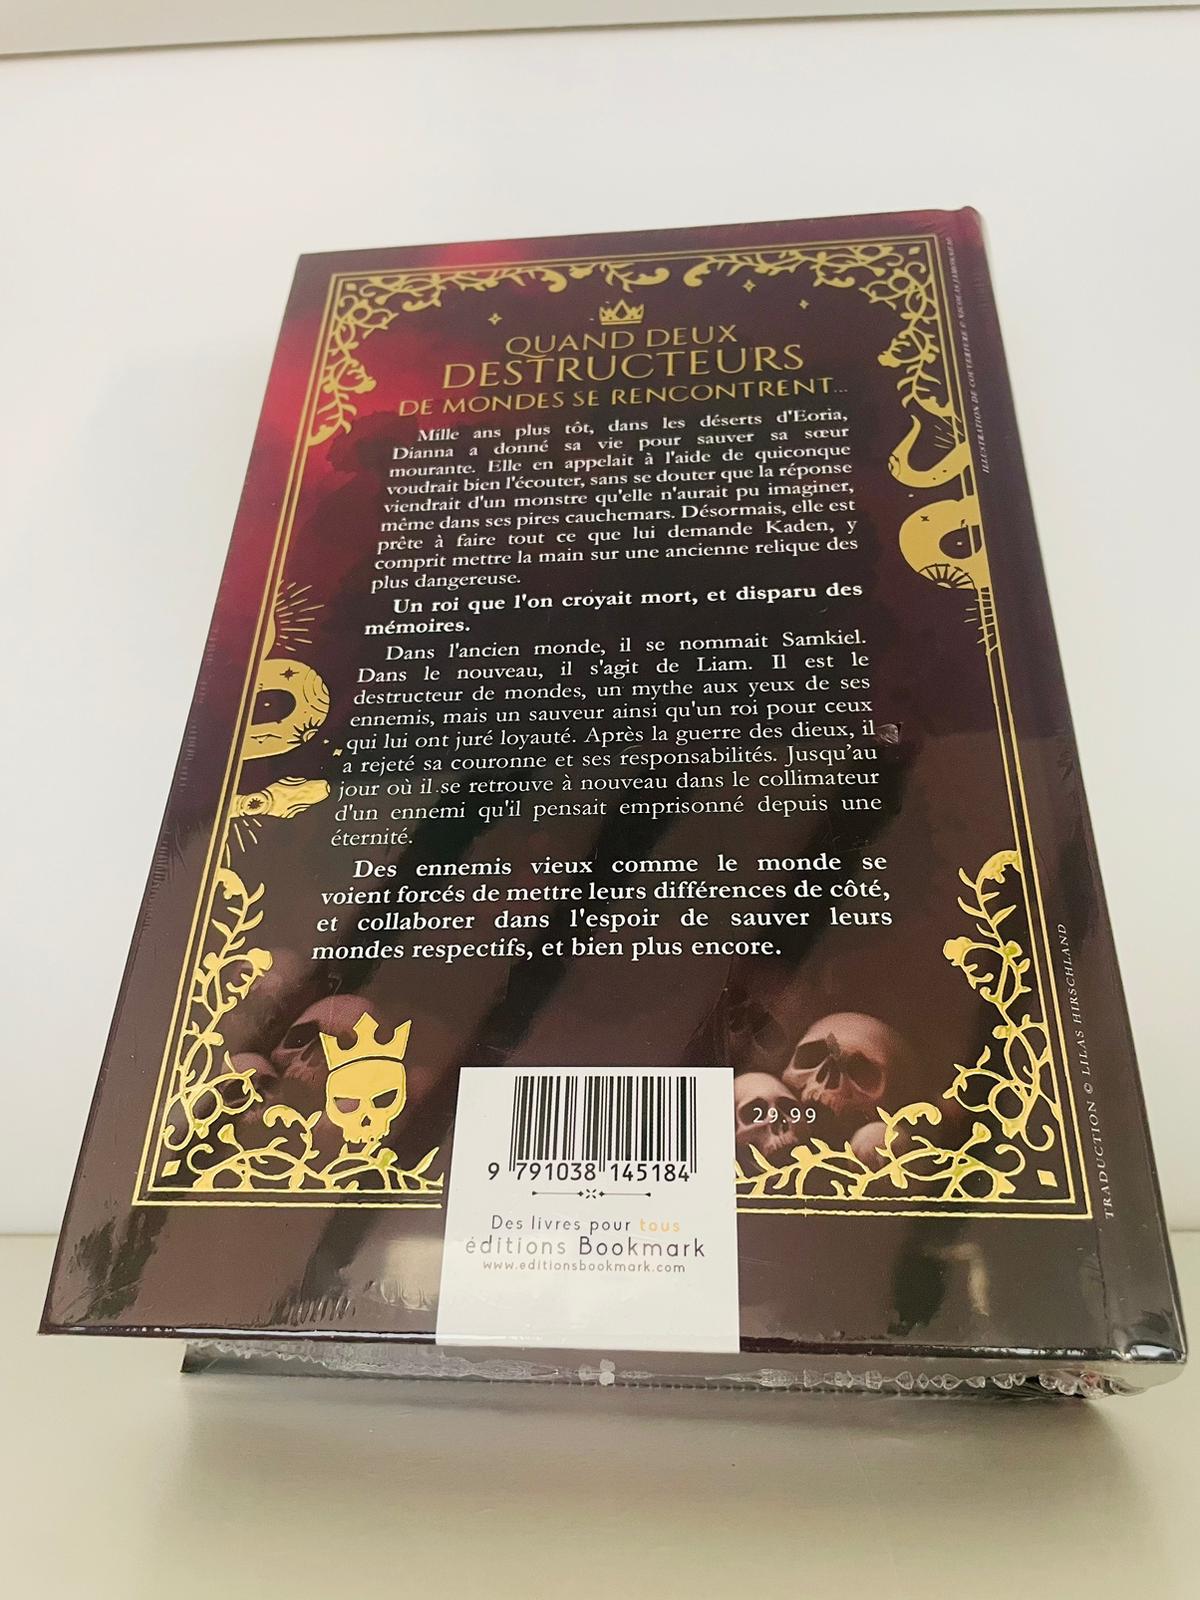 QUAND DEUX
DESTRUCTEURS
DE MONDES SE RENCONTRENT...
Mille ans plus tôt, dans les déserts d'Eoria,
Dianna a donné sa vie pour sauver sa sœur
mourante. Elle en appelait à l'aide de quiconque
voudrait bien l'écouter, sans se douter que la réponse
viendrait d'un monstre qu'elle n'aurait pu imaginer,
même dans ses pires cauchemars. Désormais, elle est
prête à faire tout ce que lui demande Kaden, y
comprit mettre la main sur une ancienne relique des
plus dangereuse.
Un roi que l'on croyait mort, et disparu des
mémoires.
Dans l'ancien monde, il se nommait Samkiel.
Dans le nouveau, il s'agit de Liam. Il est le
destructeur de mondes, un mythe aux yeux de ses
ennemis, mais un sauveur ainsi qu'un roi pour ceux
qui lui ont juré loyauté. Après la guerre des dieux, il
a rejeté sa couronne et ses responsabilités. Jusqu'au
jour où il se retrouve à nouveau dans le collimateur
d'un ennemi qu'il pensait emprisonné depuis une
éternité.
Des ennemis vieux comme le monde se
voient forcés de mettre leurs différences de côté,
et collaborer dans l'espoir de sauver leurs
mondes respectifs, et bien plus encore.
29.99
9 791038 145184
Des livres pour tous
éditions Bookmark
www.editionsbookmark.com
TRADUCTION © LILAS HIRSCHLAND
ILLUSTRATION DE COUVERTURE © NICOLAS